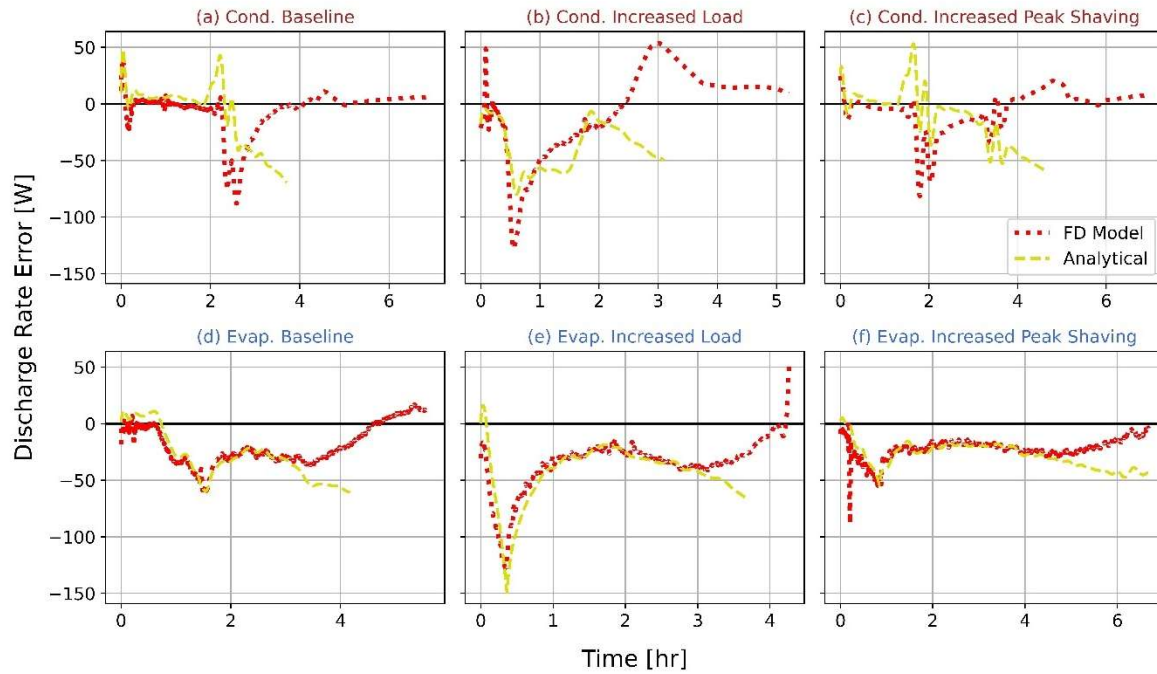 (a) Cond. Baseline
(b) Cond. Increased Load
(c) Cond. Increased Peak Shaving
50
0
−50
−100
−150
0 2 4 6
0 1 2 3 4 5
0 2 4 6
FD Model
Analytical
Discharge Rate Error [W]
(d) Evap. Baseline
(e) Evap. Increased Load
(f) Evap. Increased Peak Shaving
50
0
−50
−100
−150
0 2 4
0 1 2 3 4
0 2 4 6
Time [hr]